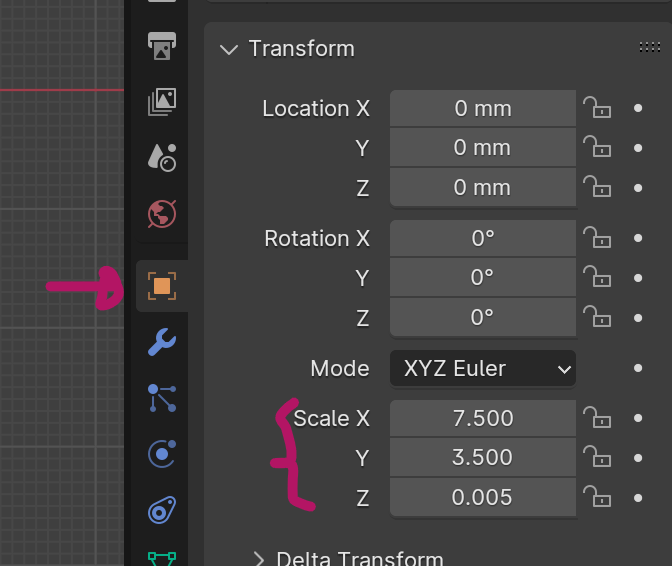 Transform
Location X 0 mm
Y 0 mm
Z 0 mm
Rotation X 0°
Y 0°
Z 0°
Mode XYZ Euler
Scale X 7.500
Y 3.500
Z 0.005
Delta Transform